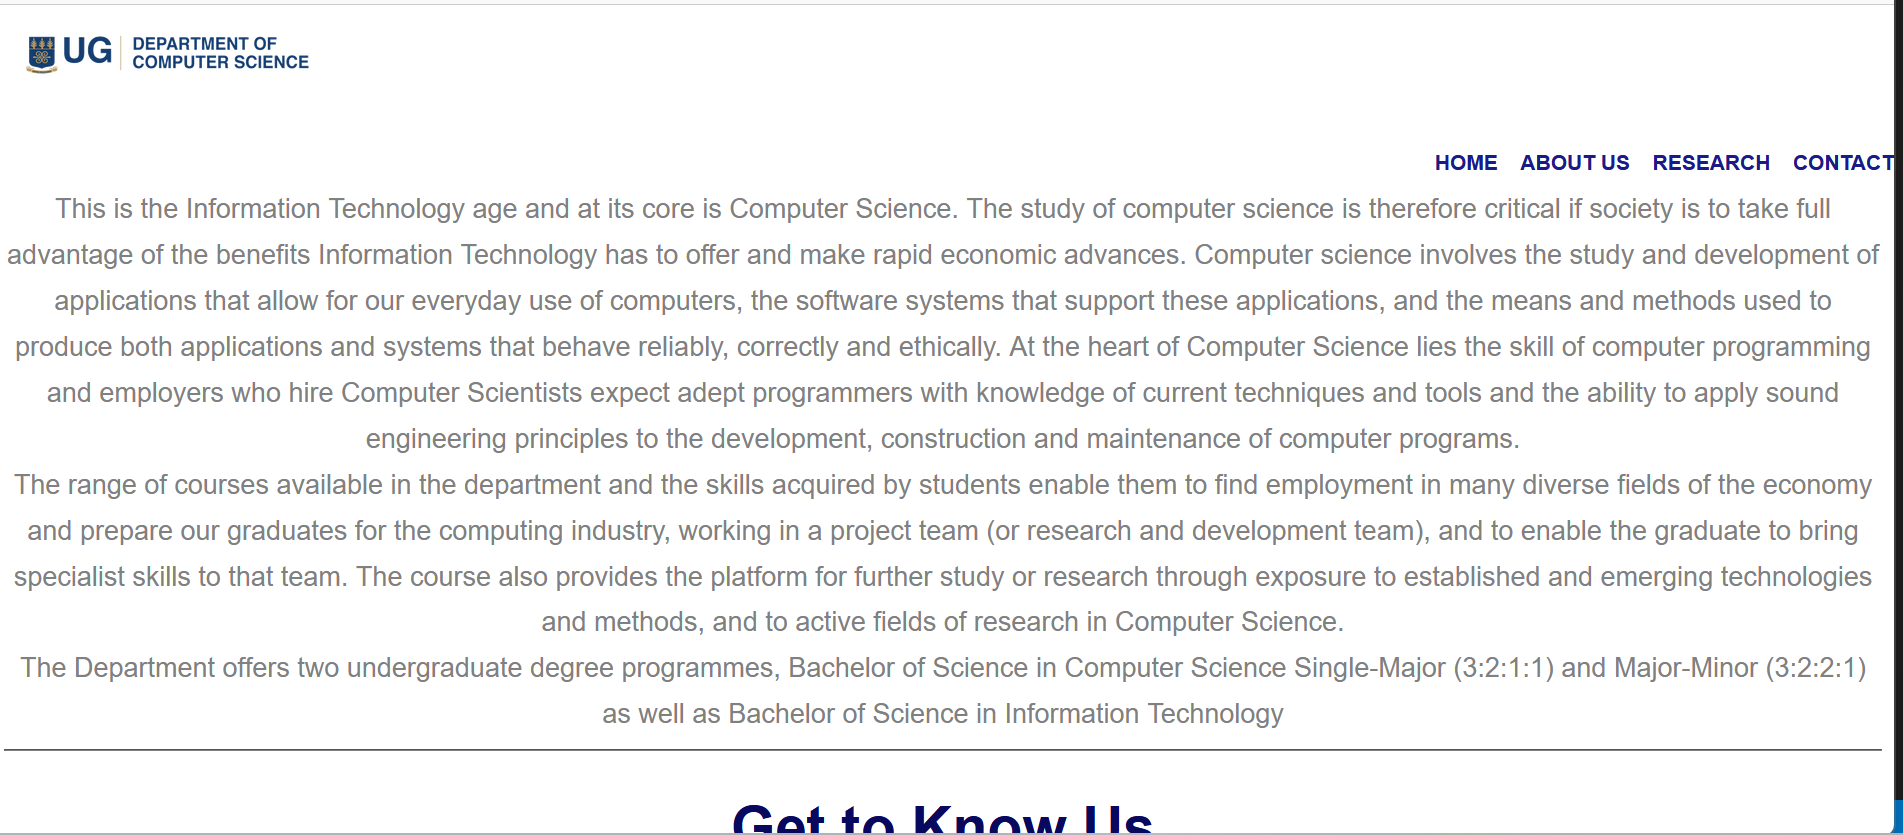 UG
DEPARTMENT OF
COMPUTER SCIENCE
HOME ABOUT US RESEARCH CONTACT
This is the Information Technology age and at its core is Computer Science. The study of computer science is therefore critical if society is to take full
advantage of the benefits Information Technology has to offer and make rapid economic advances. Computer science involves the study and development of
applications that allow for our everyday use of computers, the software systems that support these applications, and the means and methods used to
produce both applications and systems that behave reliably, correctly and ethically. At the heart of Computer Science lies the skill of computer programming
and employers who hire Computer Scientists expect adept programmers with knowledge of current techniques and tools and the ability to apply sound
engineering principles to the development, construction and maintenance of computer programs.
The range of courses available in the department and the skills acquired by students enable them to find employment in many diverse fields of the economy
and prepare our graduates for the computing industry, working in a project team (or research and development team), and to enable the graduate to bring
specialist skills to that team. The course also provides the platform for further study or research through exposure to established and emerging technologies
and methods, and to active fields of research in Computer Science.
The Department offers two undergraduate degree programmes, Bachelor of Science in Computer Science Single-Major (3:2:1:1) and Major-Minor (3:2:2:1)
as well as Bachelor of Science in Information Technology
Get to Know Us